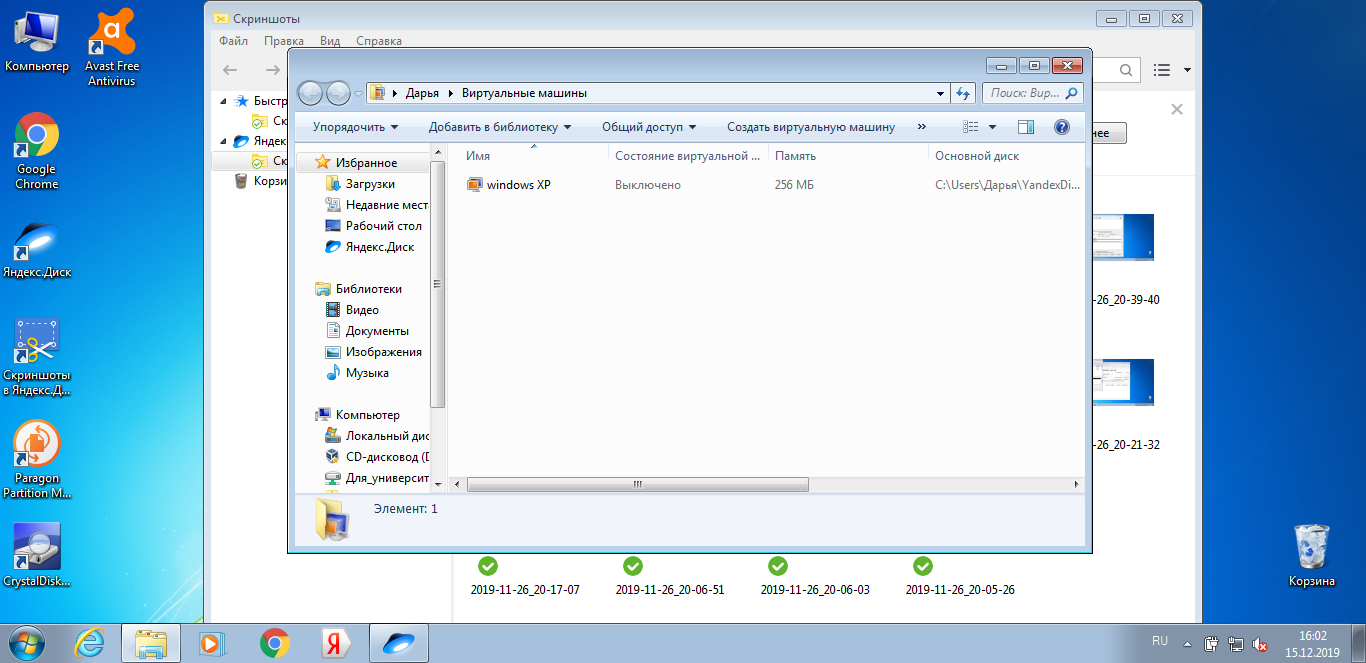 Компьютер
Avast Free
Antivirus
Google
Chrome
Яндекс.Диск
Скриншоты
в Яндекс.Д...
Paragon
Partition M...
CrystalDisk...
Скриншоты
Файл Правка Вид Справка
Быстр
Ск
Яндек
Ск
Корзи
нее
Дарья Виртуальные машины
Поиск: Вир...
Упорядочить Добавить в библиотеку Общий доступ Создать виртуальную машину »
Избранное
Загрузки
Недавние мест
Рабочий стол
Яндекс.Диск
Библиотеки
Видео
Документы
Изображения
Музыка
Компьютер
Локальный дис
CD-дисковод (D
Для_университ
Имя Состояние виртуальной ... Память Основной диск
windows XP Выключено 256 МБ C:\Users\Дарья\YandexDi...
Элемент: 1
-26_20-39-40
-26_20-21-32
2019-11-26_20-17-07 2019-11-26_20-06-51 2019-11-26_20-06-03 2019-11-26_20-05-26
Корзина
RU
16:02
15.12.2019